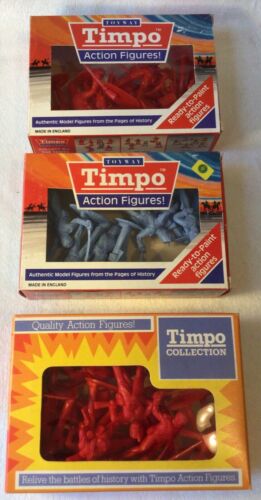 TOYWAY
Timpo™
Action Figures!
Authentic Model Figures from the Pages of History
MADE IN ENGLAND
Ready-to-Paint
action
figures
Timpo
TOYWAY
Timpo™
Action Figures!
Authentic Model Figures from the Pages of History
MADE IN ENGLAND
Ready-to-Paint
action
figures
Quality Action Figures!
Timpo
COLLECTION
Relive the battles of history with Timpo Action Figures